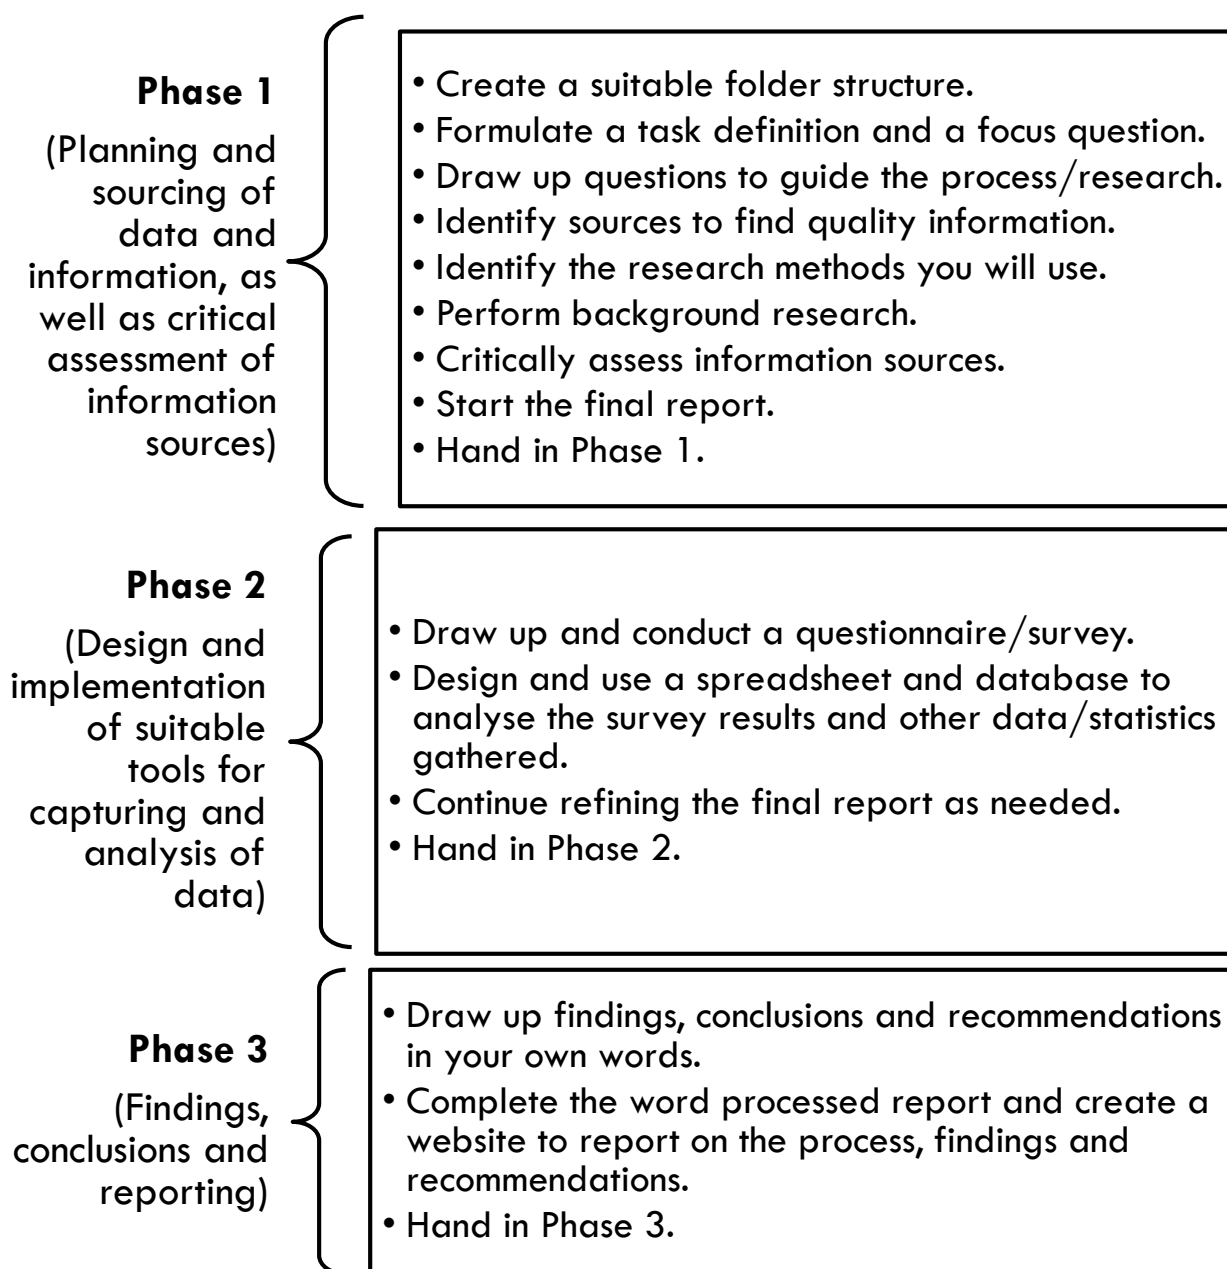 Phase 1
(Planning and
sourcing of
data and
information, as
well as critical
assessment of
information
sources)
• Create a suitable folder structure.
• Formulate a task definition and a focus question.
• Draw up questions to guide the process/research.
• Identify sources to find quality information.
• Identify the research methods you will use.
• Perform background research.
• Critically assess information sources.
• Start the final report.
• Hand in Phase 1.
Phase 2
(Design and
implementation
of suitable
tools for
capturing and
analysis of
data)
• Draw up and conduct a questionnaire/survey.
• Design and use a spreadsheet and database to
analyse the survey results and other data/statistics
gathered.
• Continue refining the final report as needed.
• Hand in Phase 2.
Phase 3
(Findings,
conclusions and
reporting)
• Draw up findings, conclusions and recommendations
in your own words.
• Complete the word processed report and create a
website to report on the process, findings and
recommendations.
• Hand in Phase 3.